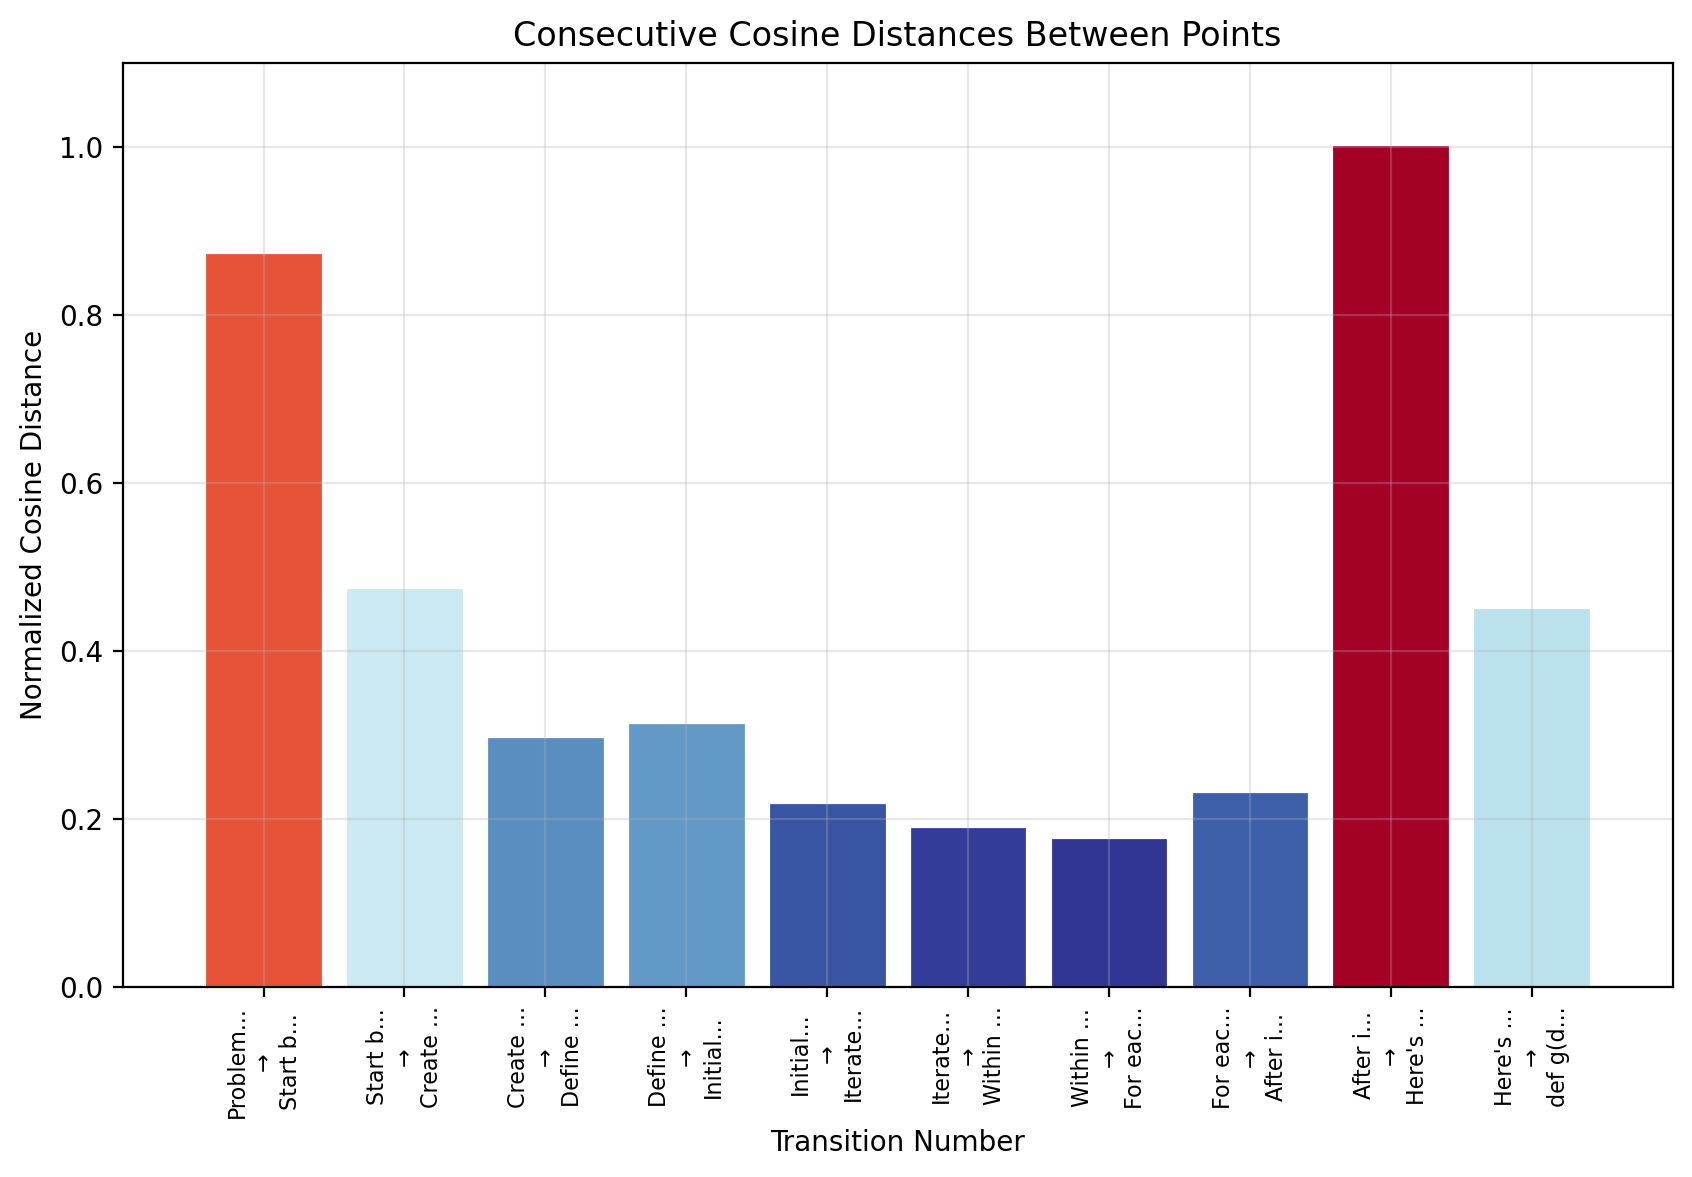 Consecutive Cosine Distances Between Points
Normalized Cosine Distance
1.0
0.8
0.6
0.4
0.2
0.0
Problem...
→
Start b...
Start b...
→
Create ...
Create ...
→
Define ...
Define ...
→
Initial...
Initial...
→
Iterate...
Iterate...
→
Within ...
Within ...
→
For eac...
For eac...
→
After i...
After i...
→
Here's ...
Here's ...
→
def g(d...
Transition Number